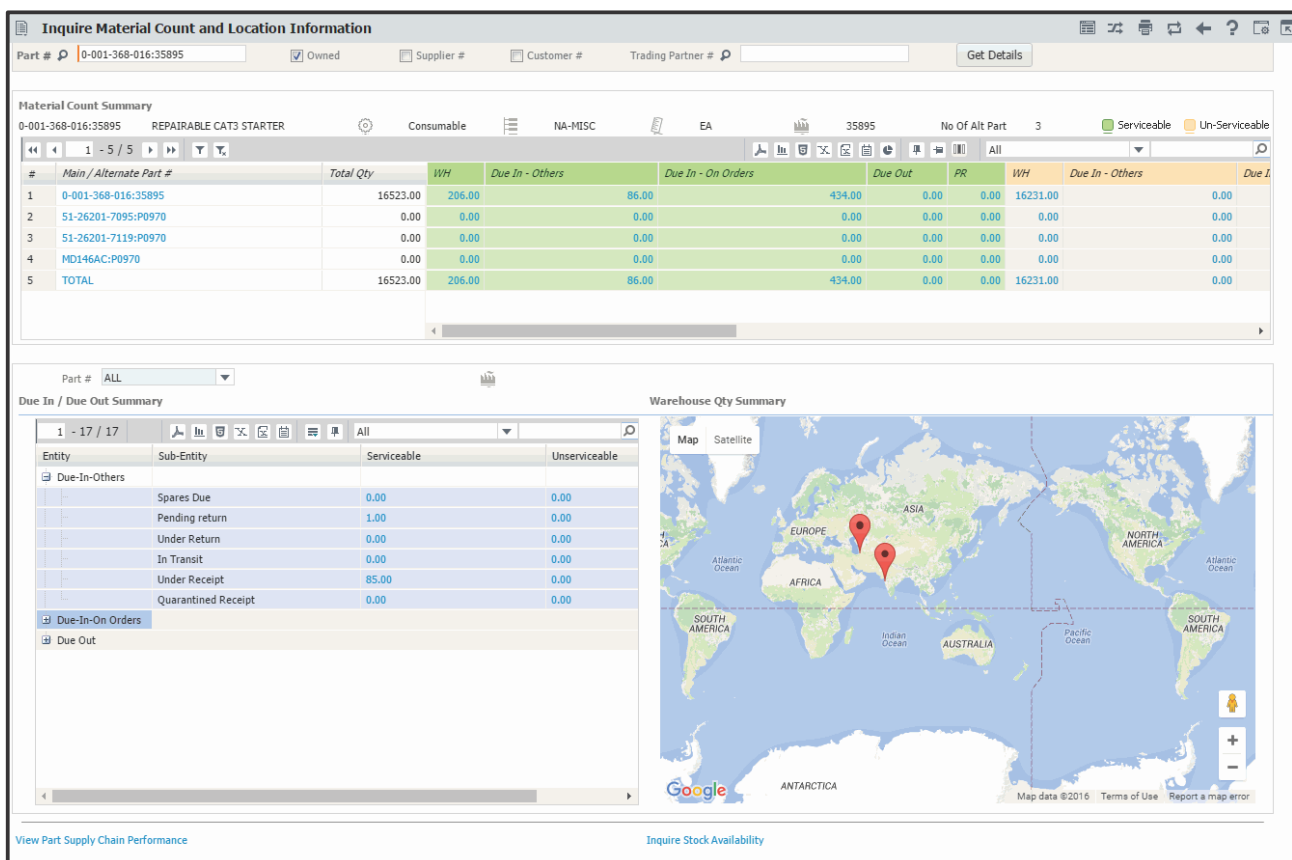 Inquire Material Count and Location Information
Part # 0-001-368-016:35895 Owned Supplier # Customer # Trading Partner # Get Details
Material Count Summary
0-001-368-016:35895 REPAIRABLE CAT3 STARTER Consumable NA-MISC EA 35895 No Of Alt Part 3 Serviceable Un-Serviceable
1 - 5 / 5 All
# Main / Alternate Part # Total Qty WH Due In - Others Due In - On Orders Due Out PR WH Due In - Others Due I
1 0-001-368-016:35895 16523.00 206.00 86.00 434.00 0.00 0.00 16231.00 0.00
2 51-26201-7095:P0970 0.00 0.00 0.00 0.00 0.00 0.00 0.00 0.00
3 51-26201-7119:P0970 0.00 0.00 0.00 0.00 0.00 0.00 0.00 0.00
4 MD146AC:P0970 0.00 0.00 0.00 0.00 0.00 0.00 0.00 0.00
5 TOTAL 16523.00 206.00 86.00 434.00 0.00 0.00 16231.00 0.00
Part # ALL
Due In / Due Out Summary
1 - 17 / 17 All
Entity Sub-Entity Serviceable Unserviceable
Due-In-Others
Spares Due 0.00 0.00
Pending return 1.00 0.00
Under Return 0.00 0.00
In Transit 0.00 0.00
Under Receipt 85.00 0.00
Quarantined Receipt 0.00 0.00
Due-In-On Orders
Due Out
Warehouse Qty Summary
Map Satellite
ASIA
EUROPE
NORTH
AMERICA
Atlantic
Ocean
Atlantic
Ocean
AFRICA
SOUTH
AMERICA
SOUTH
AMERICA
Indian
Ocean
AUSTRALIA
Pacific
Ocean
ANTARCTICA
Google
Map data ©2016 Terms of Use Report a map error
View Part Supply Chain Performance
Inquire Stock Availability